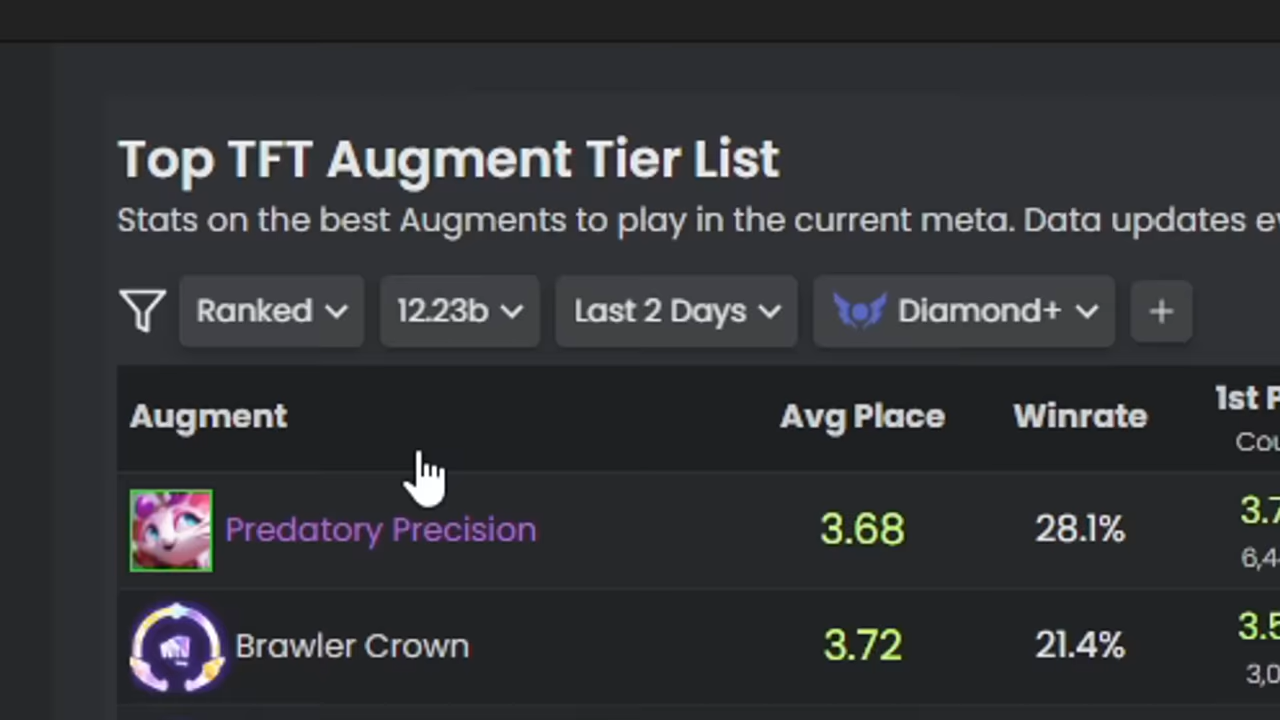 Top TFT Augment Tier List
Stats on the best Augments to play in the current meta. Data updates
Ranked 12.23b Last 2 Days Diamond+ +
Augment Avg Place Winrate 1st
Predatory Precision 3.68 28.1%
Brawler Crown 3.72 21.4%